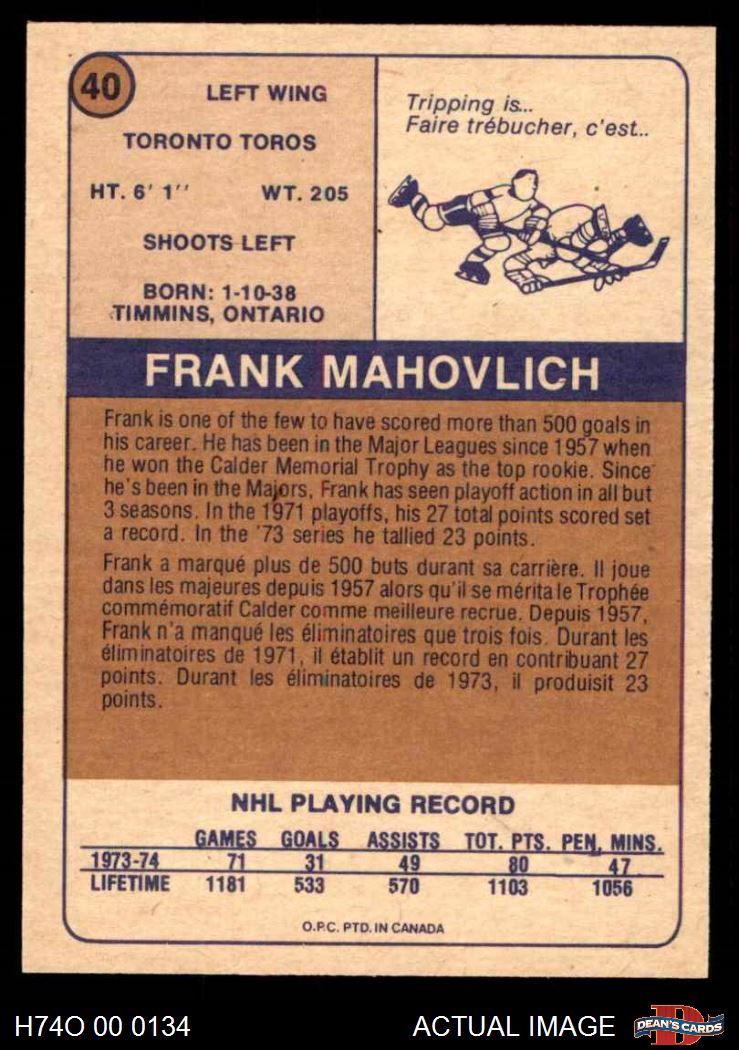 40
LEFT WING
TORONTO TOROS
HT. 6' 1'' WT. 205
SHOOTS LEFT
BORN: 1-10-38
TIMMINS, ONTARIO
Tripping is...
Faire trébucher, c'est...
FRANK MAHOVLICH
Frank is one of the few to have scored more than 500 goals in
his career. He has been in the Major Leagues since 1957 when
he won the Calder Memorial Trophy as the top rookie. Since
he's been in the Majors, Frank has seen playoff action in all but
3 seasons. In the 1971 playoffs, his 27 total points scored set
a record. In the '73 series he tallied 23 points.
Frank a marqué plus de 500 buts durant sa carrière. Il joue
dans les majeures depuis 1957 alors qu'il se mérita le Trophée
commémoratif Calder comme meilleure recrue. Depuis 1957,
Frank n'a manqué les éliminatoires que trois fois. Durant les
éliminatoires de 1971, il établit un record en contribuant 27
points. Durant les éliminatoires de 1973, il produisit 23
points.
NHL PLAYING RECORD
GAMES GOALS ASSISTS TOT. PTS. PEN. MINS.
1973-74 71 31 49 80 47
LIFETIME 1181 533 570 1103 1056
O.P.C. PTD. IN CANADA
H74O 00 0134 ACTUAL IMAGE D DEAN'S CARDS